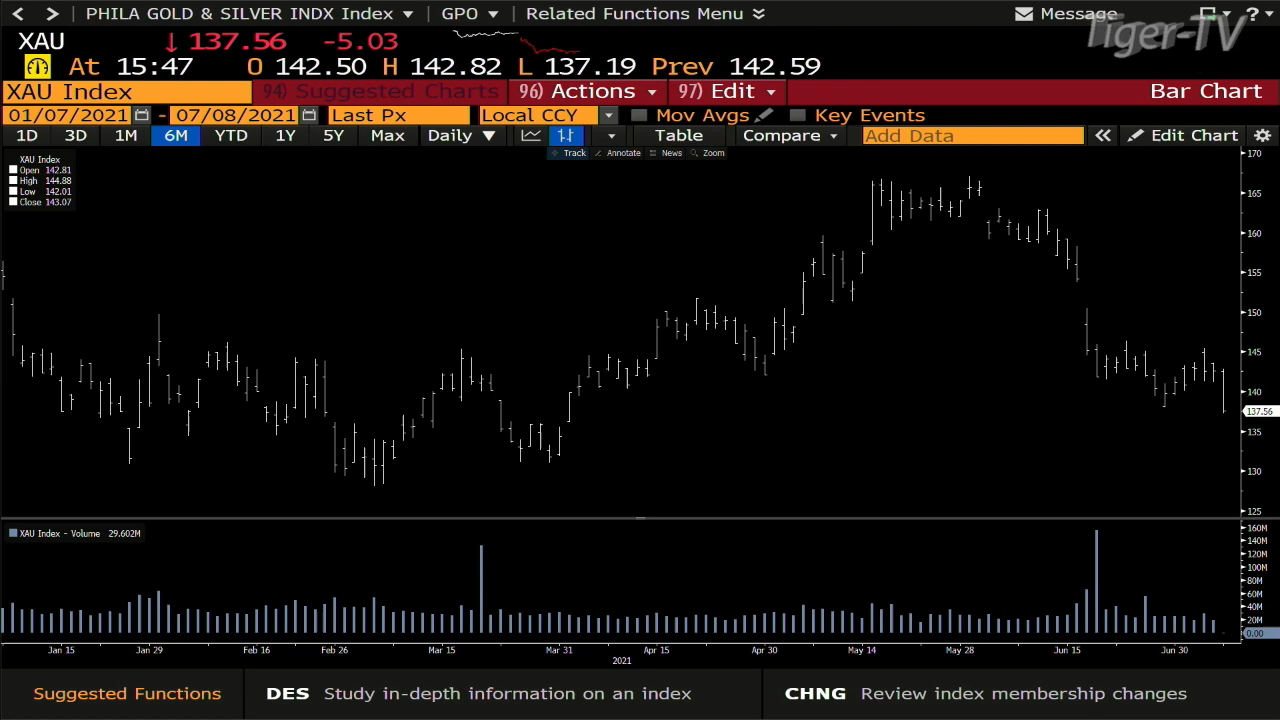 < > PHILA GOLD & SILVER INDX Index GPO Related Functions Menu Message ?
Tiger-TV
XAU ↓ 137.56 -5.03
At 15:47 O 142.50 H 142.82 L 137.19 Prev 142.59
XAU Index 94) Suggested Charts 96) Actions 97) Edit Bar Chart
01/07/2021 - 07/08/2021 Last Px Local CCY Mov Avgs Key Events
1D 3D 1M 6M YTD 1Y 5Y Max Daily Table Compare Add Data Edit Chart
Track Annotate News Zoom
XAU Index
Open 142.81
High 144.88
Low 142.01
Close 143.07
170
165
160
155
150
145
140
137.56
135
130
125
XAU Index - Volume 29.602M
160M
140M
120M
100M
80M
60M
40M
20M
0.00
Jan 15 Jan 29 Feb 16 Feb 26 Mar 15 Mar 31 Apr 15 Apr 30 May 14 May 28 Jun 15 Jun 30
2021
Suggested Functions DES Study in-depth information on an index CHNG Review index membership changes